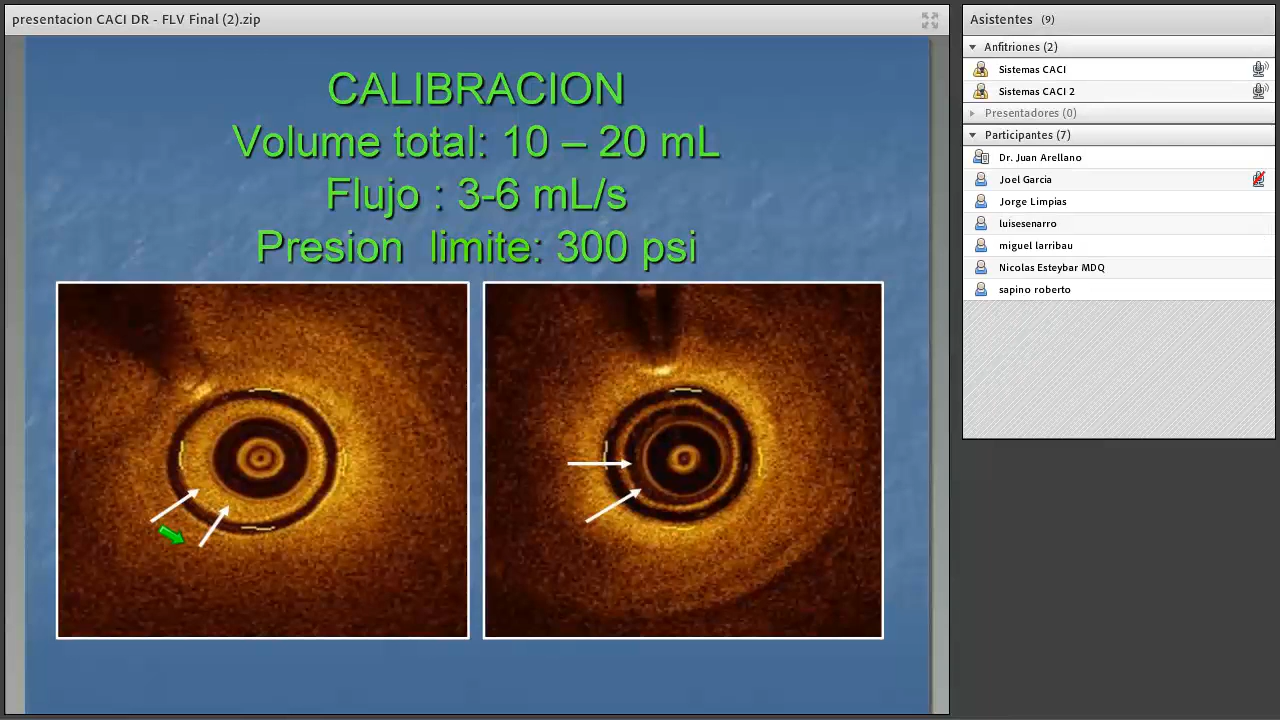 presentacion CACI DR - FLV Final (2).zip
CALIBRACION
Volume total: 10 – 20 mL
Flujo : 3-6 mL/s
Presion limite: 300 psi
Asistentes (9)
Anfitriones (2)
Sistemas CACI
Sistemas CACI 2
Presentadores (0)
Participantes (7)
Dr. Juan Arellano
Joel Garcia
Jorge Limpias
luisesenarro
miguel larribau
Nicolas Esteybar MDQ
sapino roberto